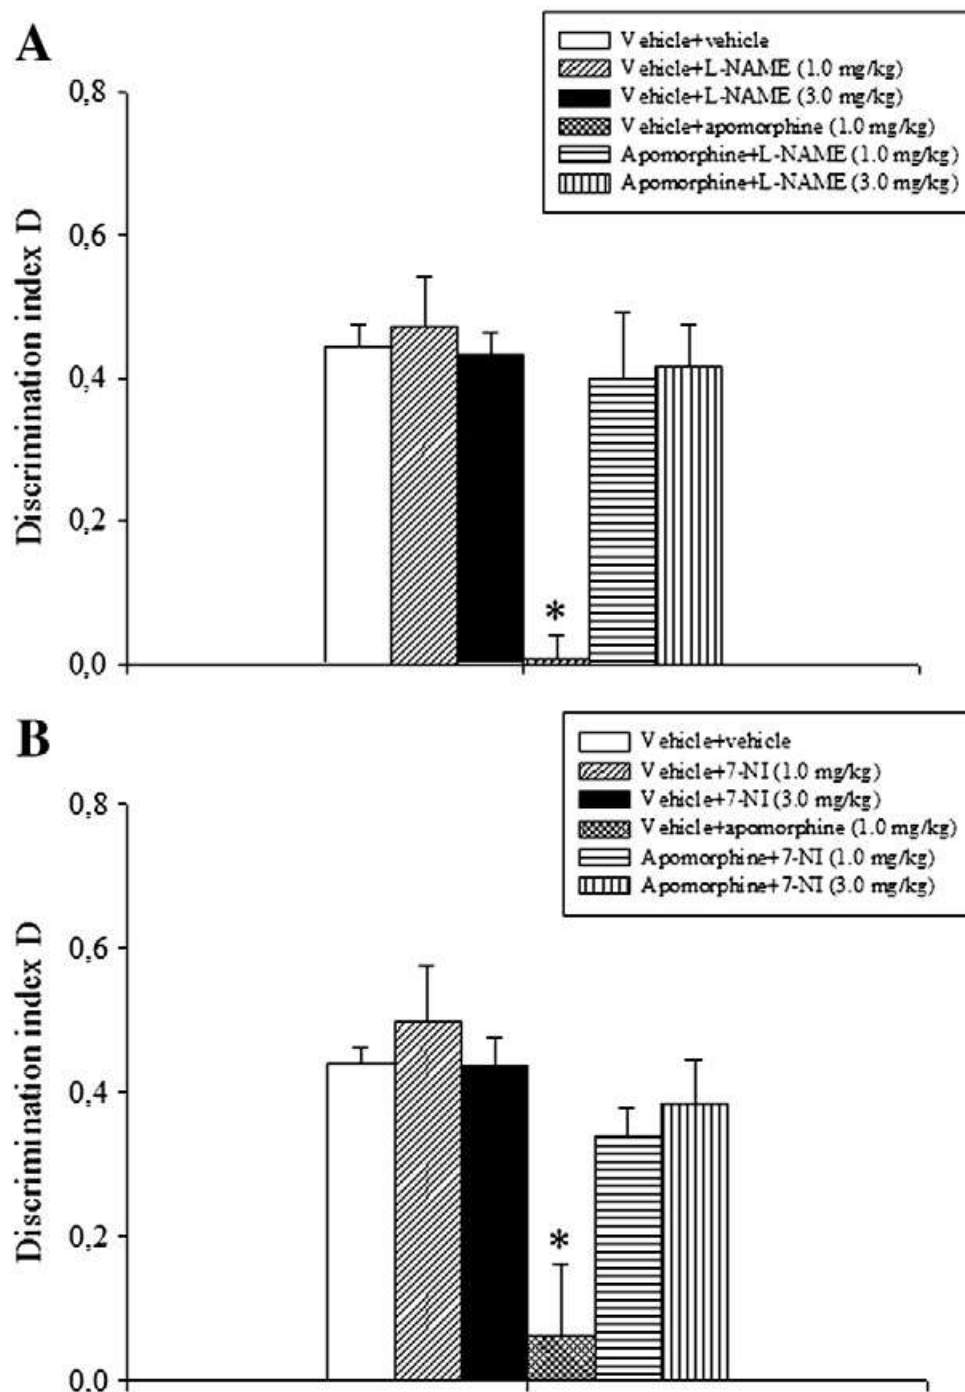 A
Vehicle+vehicle
Vehicle+L-NAME (1.0 mg/kg)
Vehicle+L-NAME (3.0 mg/kg)
Vehicle+apomorphine (1.0 mg/kg)
Apomorphine+L-NAME (1.0 mg/kg)
Apomorphine+L-NAME (3.0 mg/kg)
Discrimination index D
0,8
0,6
0,4
0,2
0,0
*
B
Vehicle+vehicle
Vehicle+7-NI (1.0 mg/kg)
Vehicle+7-NI (3.0 mg/kg)
Vehicle+apomorphine (1.0 mg/kg)
Apomorphine+7-NI (1.0 mg/kg)
Apomorphine+7-NI (3.0 mg/kg)
Discrimination index D
0,8
0,6
0,4
0,2
0,0
*